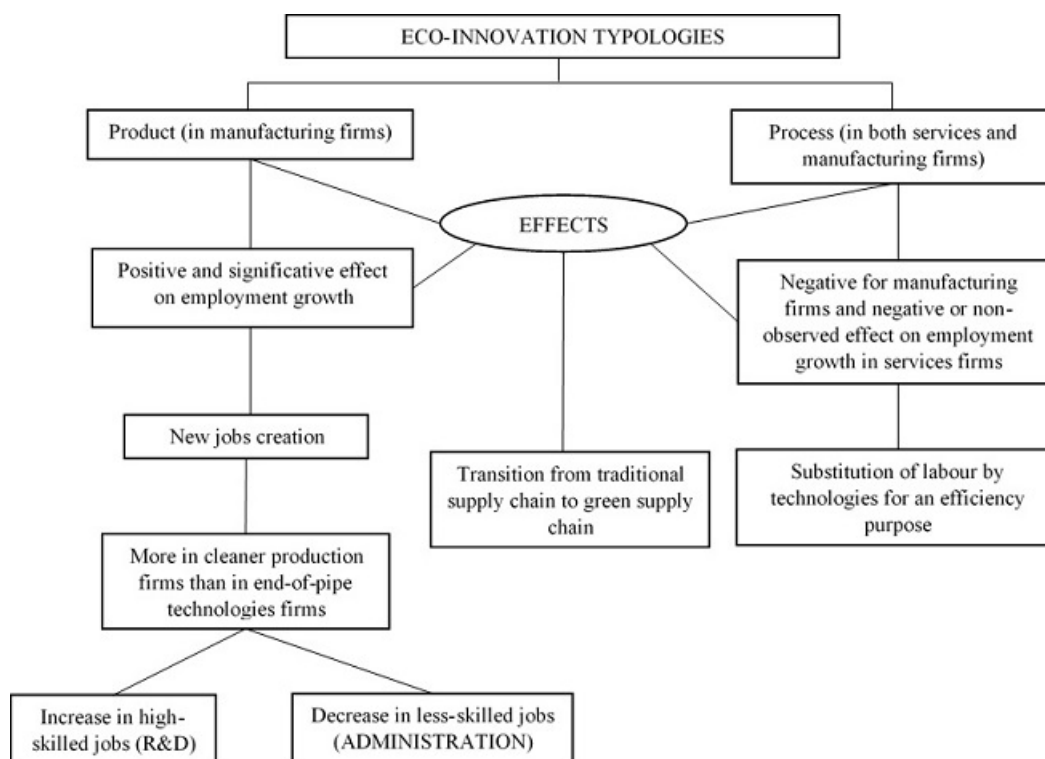 ECO-INNOVATION TYPOLOGIES
Product (in manufacturing firms)
Process (in both services and
manufacturing firms)
EFFECTS
Positive and significative effect
on employment growth
Negative for manufacturing
firms and negative or non-
observed effect on employment
growth in services firms
New jobs creation
Transition from traditional
supply chain to green supply
chain
Substitution of labour by
technologies for an efficiency
purpose
More in cleaner production
firms than in end-of-pipe
technologies firms
Increase in high-
skilled jobs (R&D)
Decrease in less-skilled jobs
(ADMINISTRATION)